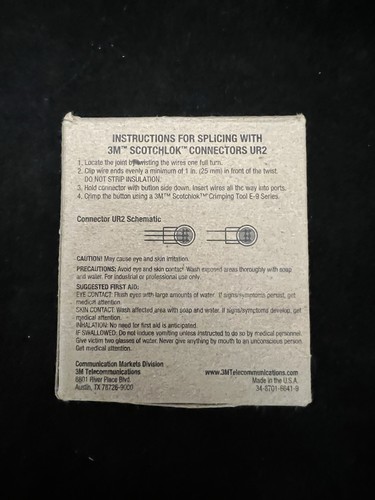 INSTRUCTIONS FOR SPLICING WITH
3M™ SCOTCHLOK™ CONNECTORS UR2
1. Locate the joint by twisting the wires one full turn.
2. Clip wire ends evenly a minimum of 1 in. (25 mm) in front of the twist.
DO NOT STRIP INSULATION.
3. Hold connector with button side down. Insert wires all the way into ports.
4. Crimp the button using a 3M™ Scotchlok™ Crimping Tool E-9 Series.
Connector UR2 Schematic
CAUTION! May cause eye and skin irritation.
PRECAUTIONS: Avoid eye and skin contact. Wash exposed areas thoroughly with soap
and water. For industrial or professional use only.
SUGGESTED FIRST AID:
EYE CONTACT: Flush eyes with large amounts of water. If signs/symptoms persist, get
medical attention.
SKIN CONTACT: Wash affected area with soap and water. If signs/symptoms develop, get
medical attention.
INHALATION: No need for first aid is anticipated.
IF SWALLOWED: Do not induce vomiting unless instructed to do so by medical personnel.
Give victim two glasses of water. Never give anything by mouth to an unconscious person.
Get medical attention.
Communication Markets Division
3M Telecommunications
6801 River Place Blvd.
Austin, TX 78726-9000
www.3MTelecommunications.com
Made in the U.S.A.
34-8701-6641-9